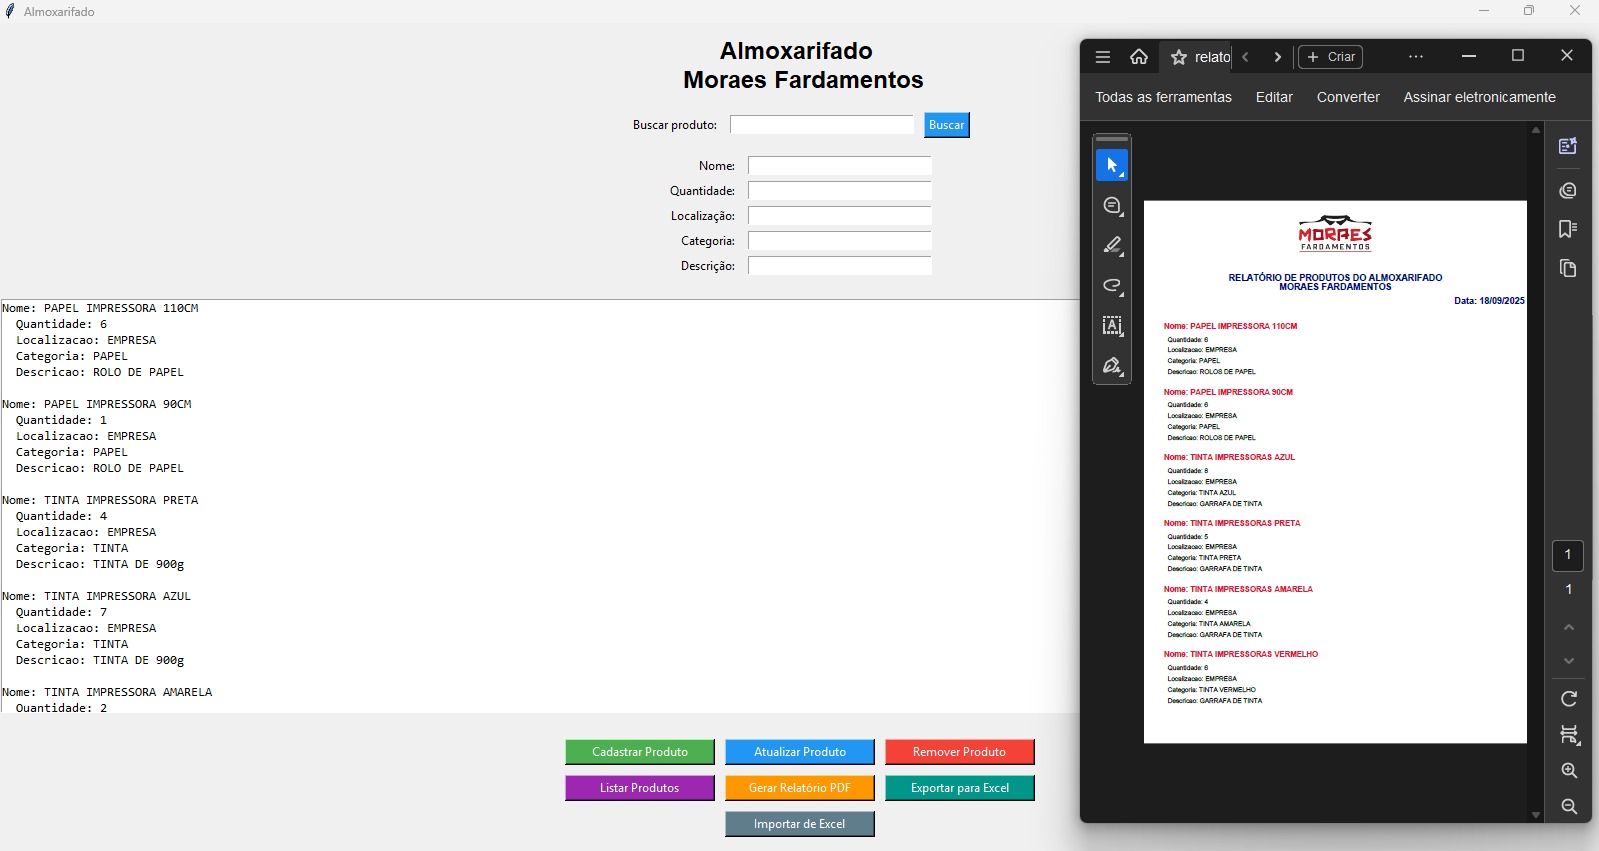 Almoxarifado
Almoxarifado
Moraes Fardamentos
Buscar produto:
Buscar
Nome:
Quantidade:
Localização:
Categoria:
Descrição:
Nome: PAPEL IMPRESSORA 110CM
Quantidade: 6
Localizacao: EMPRESA
Categoria: PAPEL
Descricao: ROLO DE PAPEL
Nome: PAPEL IMPRESSORA 90CM
Quantidade: 1
Localizacao: EMPRESA
Categoria: PAPEL
Descricao: ROLO DE PAPEL
Nome: TINTA IMPRESSORA PRETA
Quantidade: 4
Localizacao: EMPRESA
Categoria: TINTA
Descricao: TINTA DE 900g
Nome: TINTA IMPRESSORA AZUL
Quantidade: 7
Localizacao: EMPRESA
Categoria: TINTA
Descricao: TINTA DE 900g
Nome: TINTA IMPRESSORA AMARELA
Quantidade: 2
Cadastrar Produto
Atualizar Produto
Remover Produto
Listar Produtos
Gerar Relatório PDF
Exportar para Excel
Importar de Excel
relato
+ Criar
Todas as ferramentas
Editar
Converter
Assinar eletronicamente
MORAES
FARDAMENTOS
RELATÓRIO DE PRODUTOS DO ALMOXARIFADO
MORAES FARDAMENTOS
Data: 18/09/2025
Nome: PAPEL IMPRESSORA 110CM
Quantidade: 6
Localizacao: EMPRESA
Categoria: PAPEL
Descricao: ROLOS DE PAPEL
Nome: PAPEL IMPRESSORA 90CM
Quantidade: 6
Localizacao: EMPRESA
Categoria: PAPEL
Descricao: ROLOS DE PAPEL
Nome: TINTA IMPRESSORAS AZUL
Quantidade: 8
Localizacao: EMPRESA
Categoria: TINTA AZUL
Descricao: GARRAFA DE TINTA
Nome: TINTA IMPRESSORAS PRETA
Quantidade: 5
Localizacao: EMPRESA
Categoria: TINTA PRETA
Descricao: GARRAFA DE TINTA
Nome: TINTA IMPRESSORAS AMARELA
Quantidade: 4
Localizacao: EMPRESA
Categoria: TINTA AMARELA
Descricao: GARRAFA DE TINTA
Nome: TINTA IMPRESSORAS VERMELHO
Quantidade: 6
Localizacao: EMPRESA
Categoria: TINTA VERMELHO
Descricao: GARRAFA DE TINTA
1
1